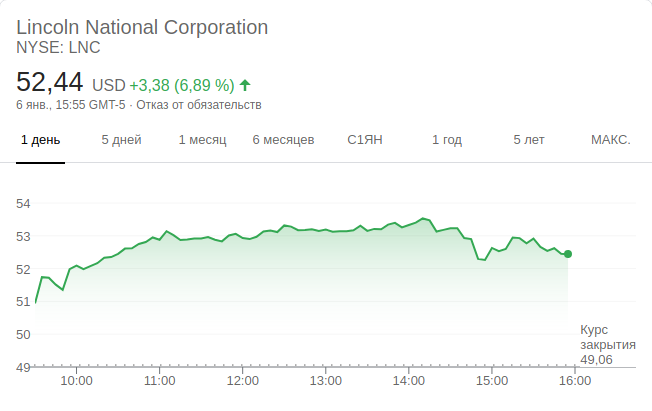 Lincoln National Corporation
NYSE: LNC
52,44 USD +3,38 (6,89 %)
6 янв., 15:55 GMT-5 · Отказ от обязательств
1 день 5 дней 1 месяц 6 месяцев С1ЯН 1 год 5 лет МАКС.
54
53
52
51
50
49
Курс
закрытия
49,06
10:00 11:00 12:00 13:00 14:00 15:00 16:00